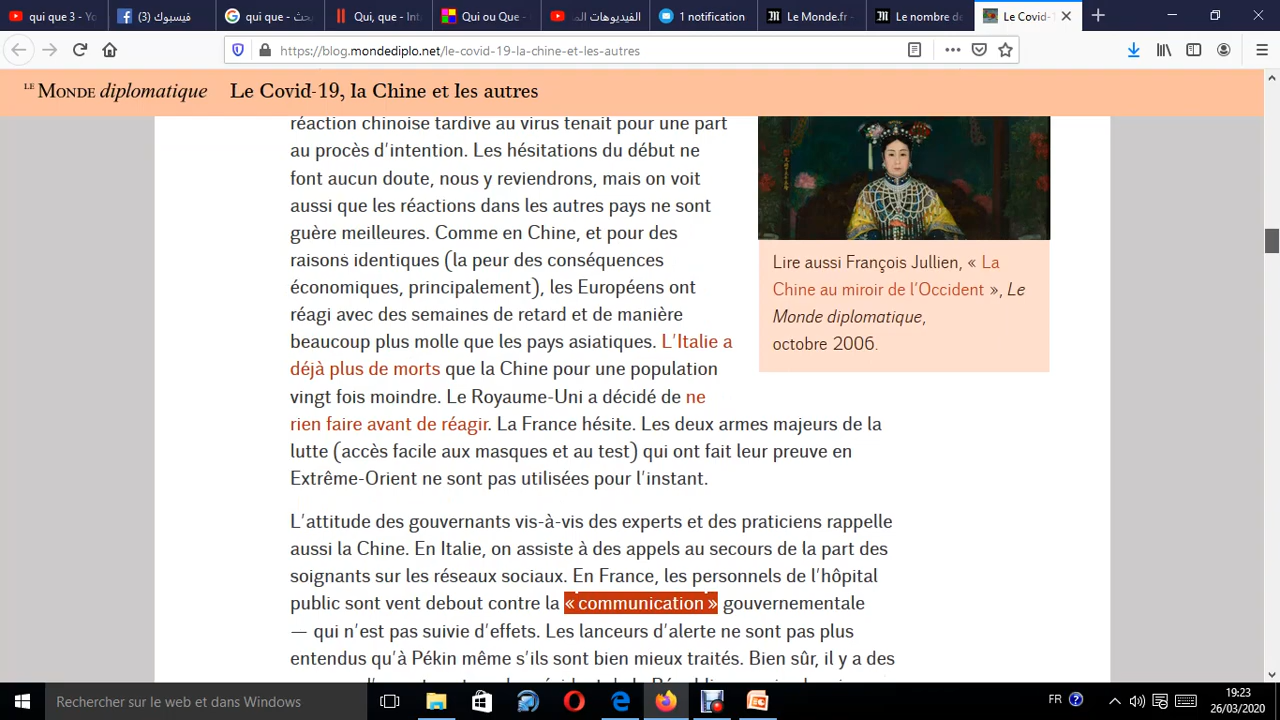 qui que 3 - Yo
(3) فيسبوك
qui que - بحث
Qui, que - Int
Qui ou Que -
الفيديوهات الم
1 notification
Le Monde.fr -
Le nombre de
Le Covid-1
https://blog.mondediplo.net/le-covid-19-la-chine-et-les-autres
LE MONDE diplomatique Le Covid-19, la Chine et les autres
réaction chinoise tardive au virus tenait pour une part
au procès d’intention. Les hésitations du début ne
font aucun doute, nous y reviendrons, mais on voit
aussi que les réactions dans les autres pays ne sont
guère meilleures. Comme en Chine, et pour des
raisons identiques (la peur des conséquences
économiques, principalement), les Européens ont
réagi avec des semaines de retard et de manière
beaucoup plus molle que les pays asiatiques. L’Italie a
déjà plus de morts que la Chine pour une population
vingt fois moindre. Le Royaume-Uni a décidé de ne
rien faire avant de réagir. La France hésite. Les deux armes majeurs de la
lutte (accès facile aux masques et au test) qui ont fait leur preuve en
Extrême-Orient ne sont pas utilisées pour l’instant.
Lire aussi François Jullien, « La
Chine au miroir de l’Occident », Le
Monde diplomatique,
octobre 2006.
L’attitude des gouvernants vis-à-vis des experts et des praticiens rappelle
aussi la Chine. En Italie, on assiste à des appels au secours de la part des
soignants sur les réseaux sociaux. En France, les personnels de l’hôpital
public sont vent debout contre la « communication » gouvernementale
— qui n’est pas suivie d’effets. Les lanceurs d’alerte ne sont pas plus
entendus qu’à Pékin même s’ils sont bien mieux traités. Bien sûr, il y a des
Rechercher sur le web et dans Windows
FR
19:23
26/03/2020